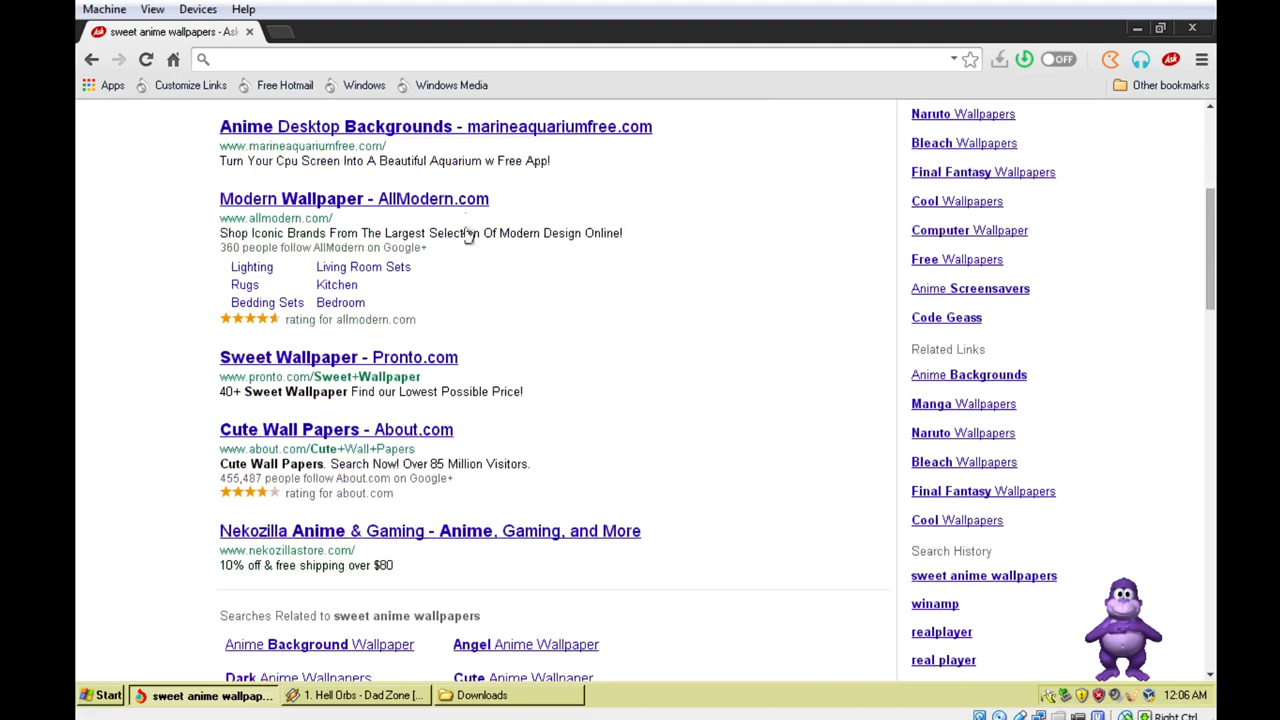 Machine View Devices Help
sweet anime wallpapers - Ask
OFF
Apps Customize Links Free Hotmail Windows Windows Media Other bookmarks
Anime Desktop Backgrounds - marineaquariumfree.com
www.marineaquariumfree.com/
Turn Your Cpu Screen Into A Beautiful Aquarium w Free App!
Modern Wallpaper - AllModern.com
www.allmodern.com/
Shop Iconic Brands From The Largest Selection Of Modern Design Online!
360 people follow AllModern on Google+
Lighting Living Room Sets
Rugs Kitchen
Bedding Sets Bedroom
rating for allmodern.com
Sweet Wallpaper - Pronto.com
www.pronto.com/Sweet+Wallpaper
40+ Sweet Wallpaper Find our Lowest Possible Price!
Cute Wall Papers - About.com
www.about.com/Cute+Wall+Papers
Cute Wall Papers. Search Now! Over 85 Million Visitors.
455,487 people follow About.com on Google+
rating for about.com
Nekozilla Anime & Gaming - Anime, Gaming, and More
www.nekozillastore.com/
10% off & free shipping over $80
Searches Related to sweet anime wallpapers
Anime Background Wallpaper Angel Anime Wallpaper
Dark Anime Wallpapers Cute Anime Wallpaper
Naruto Wallpapers
Bleach Wallpapers
Final Fantasy Wallpapers
Cool Wallpapers
Computer Wallpaper
Free Wallpapers
Anime Screensavers
Code Geass
Related Links
Anime Backgrounds
Manga Wallpapers
Naruto Wallpapers
Bleach Wallpapers
Final Fantasy Wallpapers
Cool Wallpapers
Search History
sweet anime wallpapers
winamp
realplayer
real player
Start sweet anime wallpap... 1. Hell Orbs - Dad Zone [... Downloads 12:06 AM
Right Ctrl